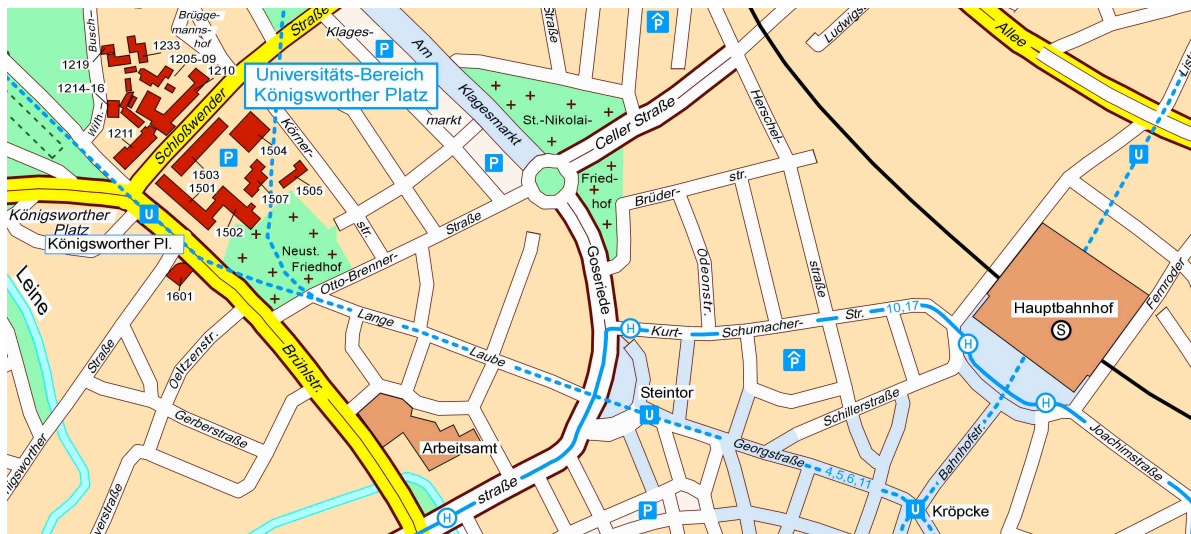 Busch-
Wilh.-
Brügge-
mannshof
1233
1219
1205-09
1210
1214-16
1211
Straße
Schloßwender
Klages-
markt
P
Am
Klagesmarkt
Straße
P
Ludwigstr.
Allee
Universitäts-Bereich
Königsworther Platz
St.-Nikolai-
Fried-
hof
Celler Straße
Herschel-
straße
U
Körner-
str.
P
P
1504
1503
1501
1505
1507
1502
Brüder-
str.
Königsworther
Platz
U
Königsworther Pl.
Neust.
Friedhof
Otto-Brenner-
Straße
Goseriede
Odeonstr.
Fernroder
Leine
1601
Hauptbahnhof
S
Lange
Laube
H
Kurt-
Schumacher-
Str.
10,17
H
P
Oeltzenstr.
Brühlstr.
Straße
Königsworther
Steintor
U
Schillerstraße
H
Gerberstraße
Arbeitsamt
Georgstraße
4,5,6,11
Bahnhofstr.
Joachimstraße
straße
H
P
U
Kröpcke